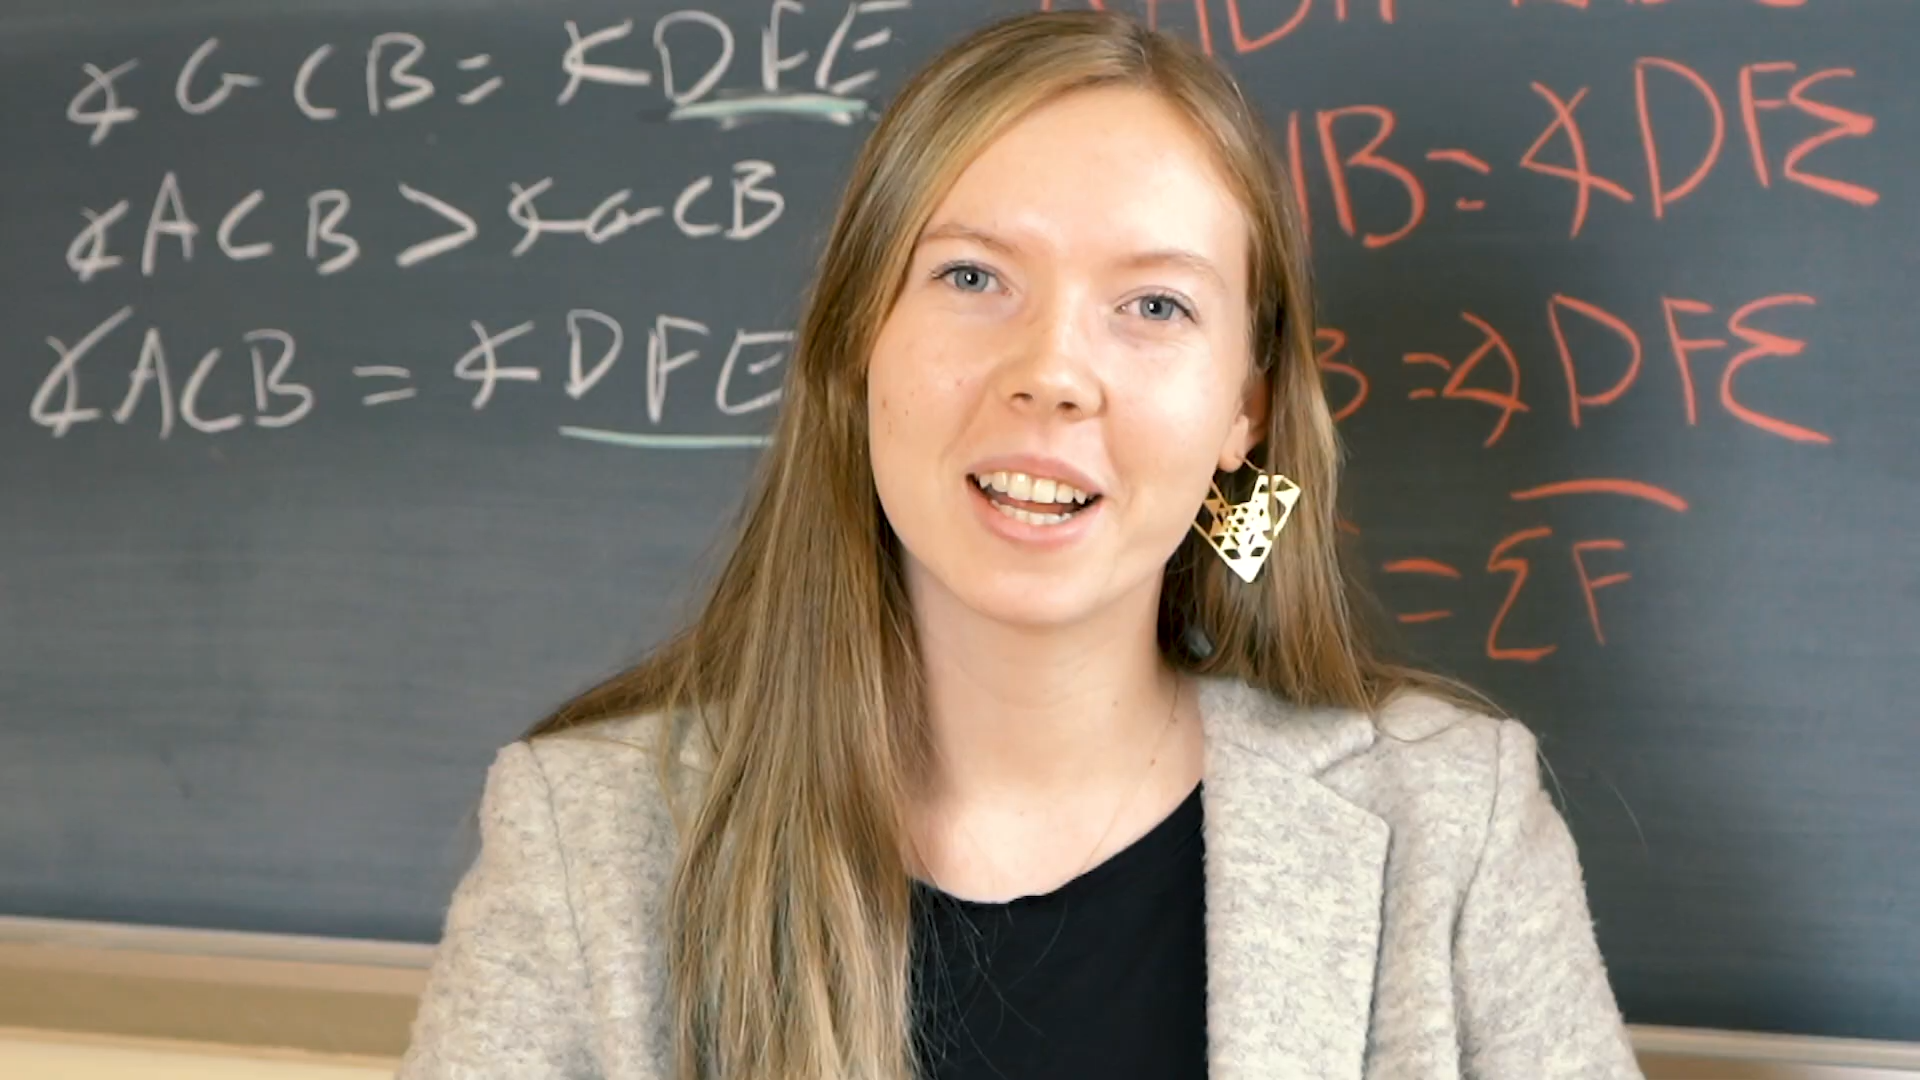 ∢GCB = ∢DFE
∢ACB > ∢GCB
∢ACB = ∢DFE
B = ∢DFE
B = ∢DFE
= EF